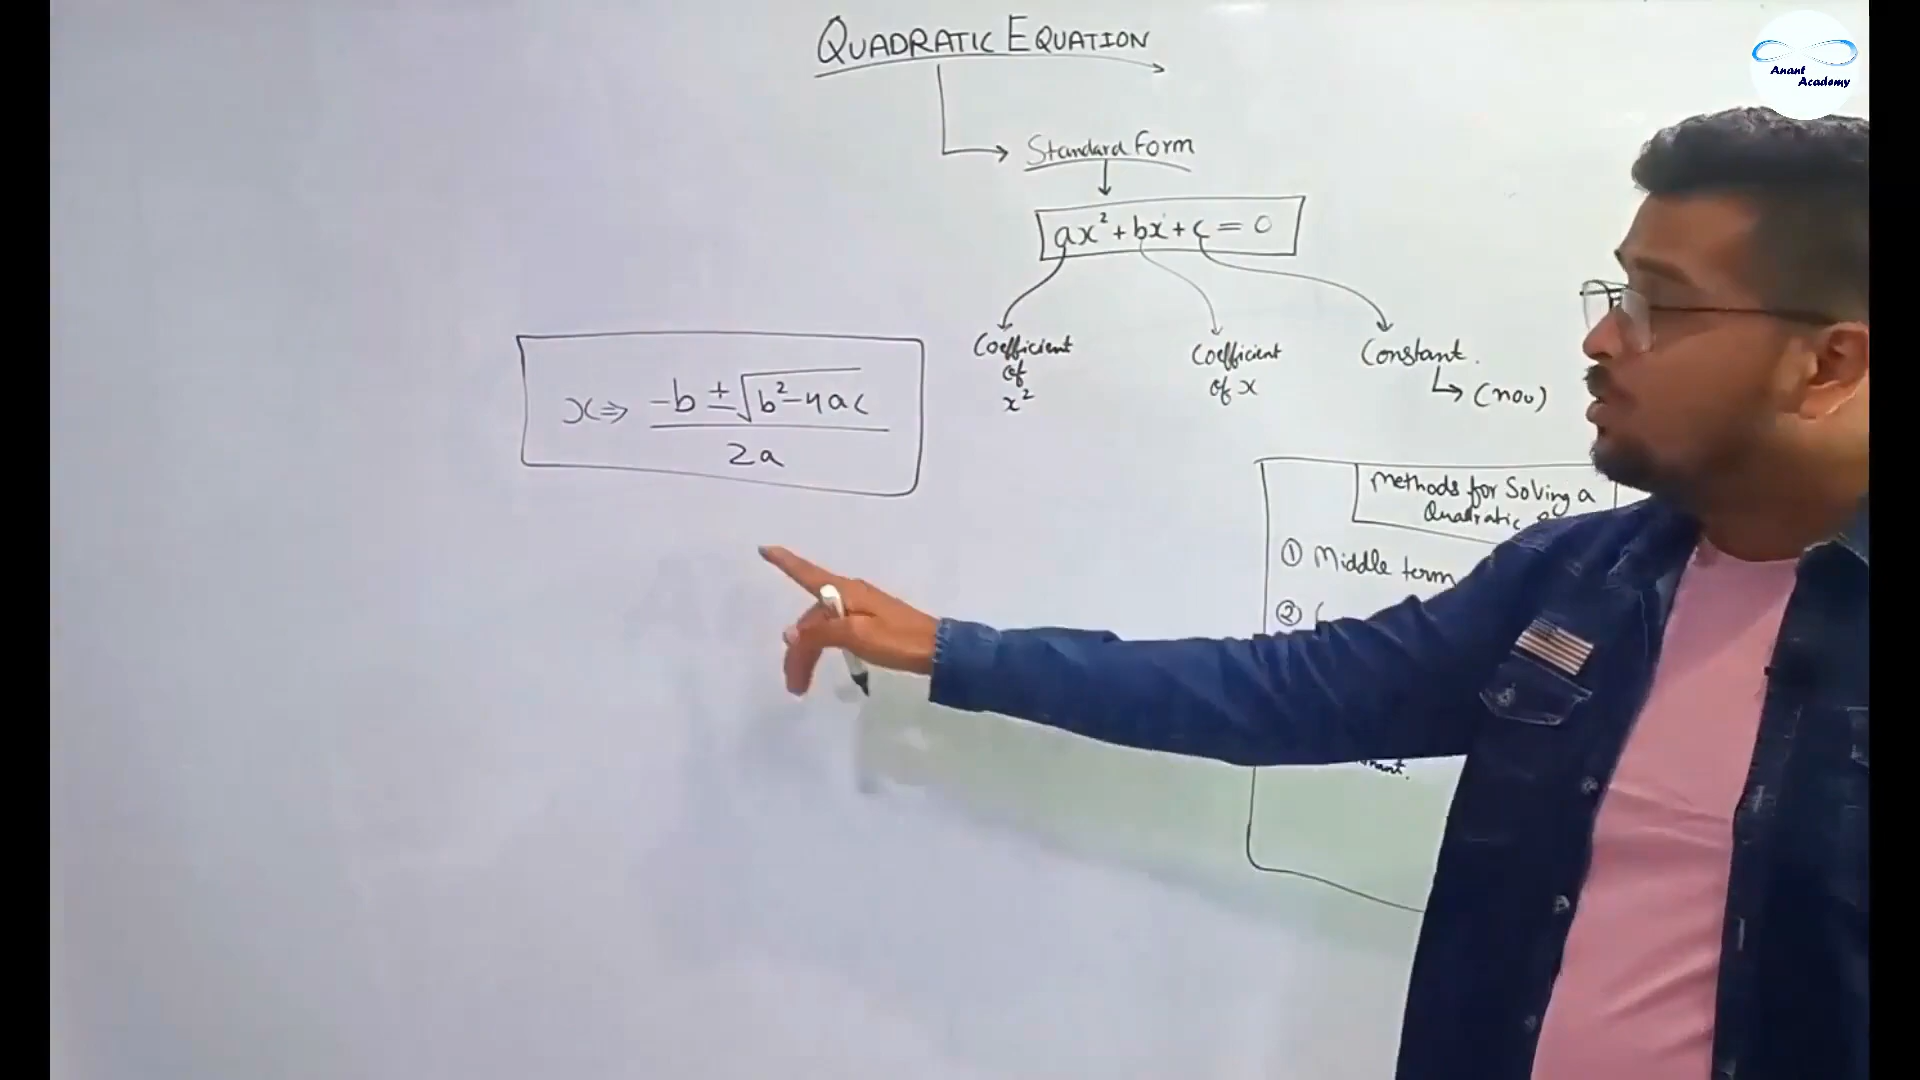 QUADRATIC EQUATION
Anant
Academy
Standard Form
ax² + bx + c = 0
Coefficient
of
x²
Coefficient
of x
Constant.
(nov)
x ⇒ -b ± √b²-4ac
2a
Methods for Solving a
Quadratic
① Middle term
②